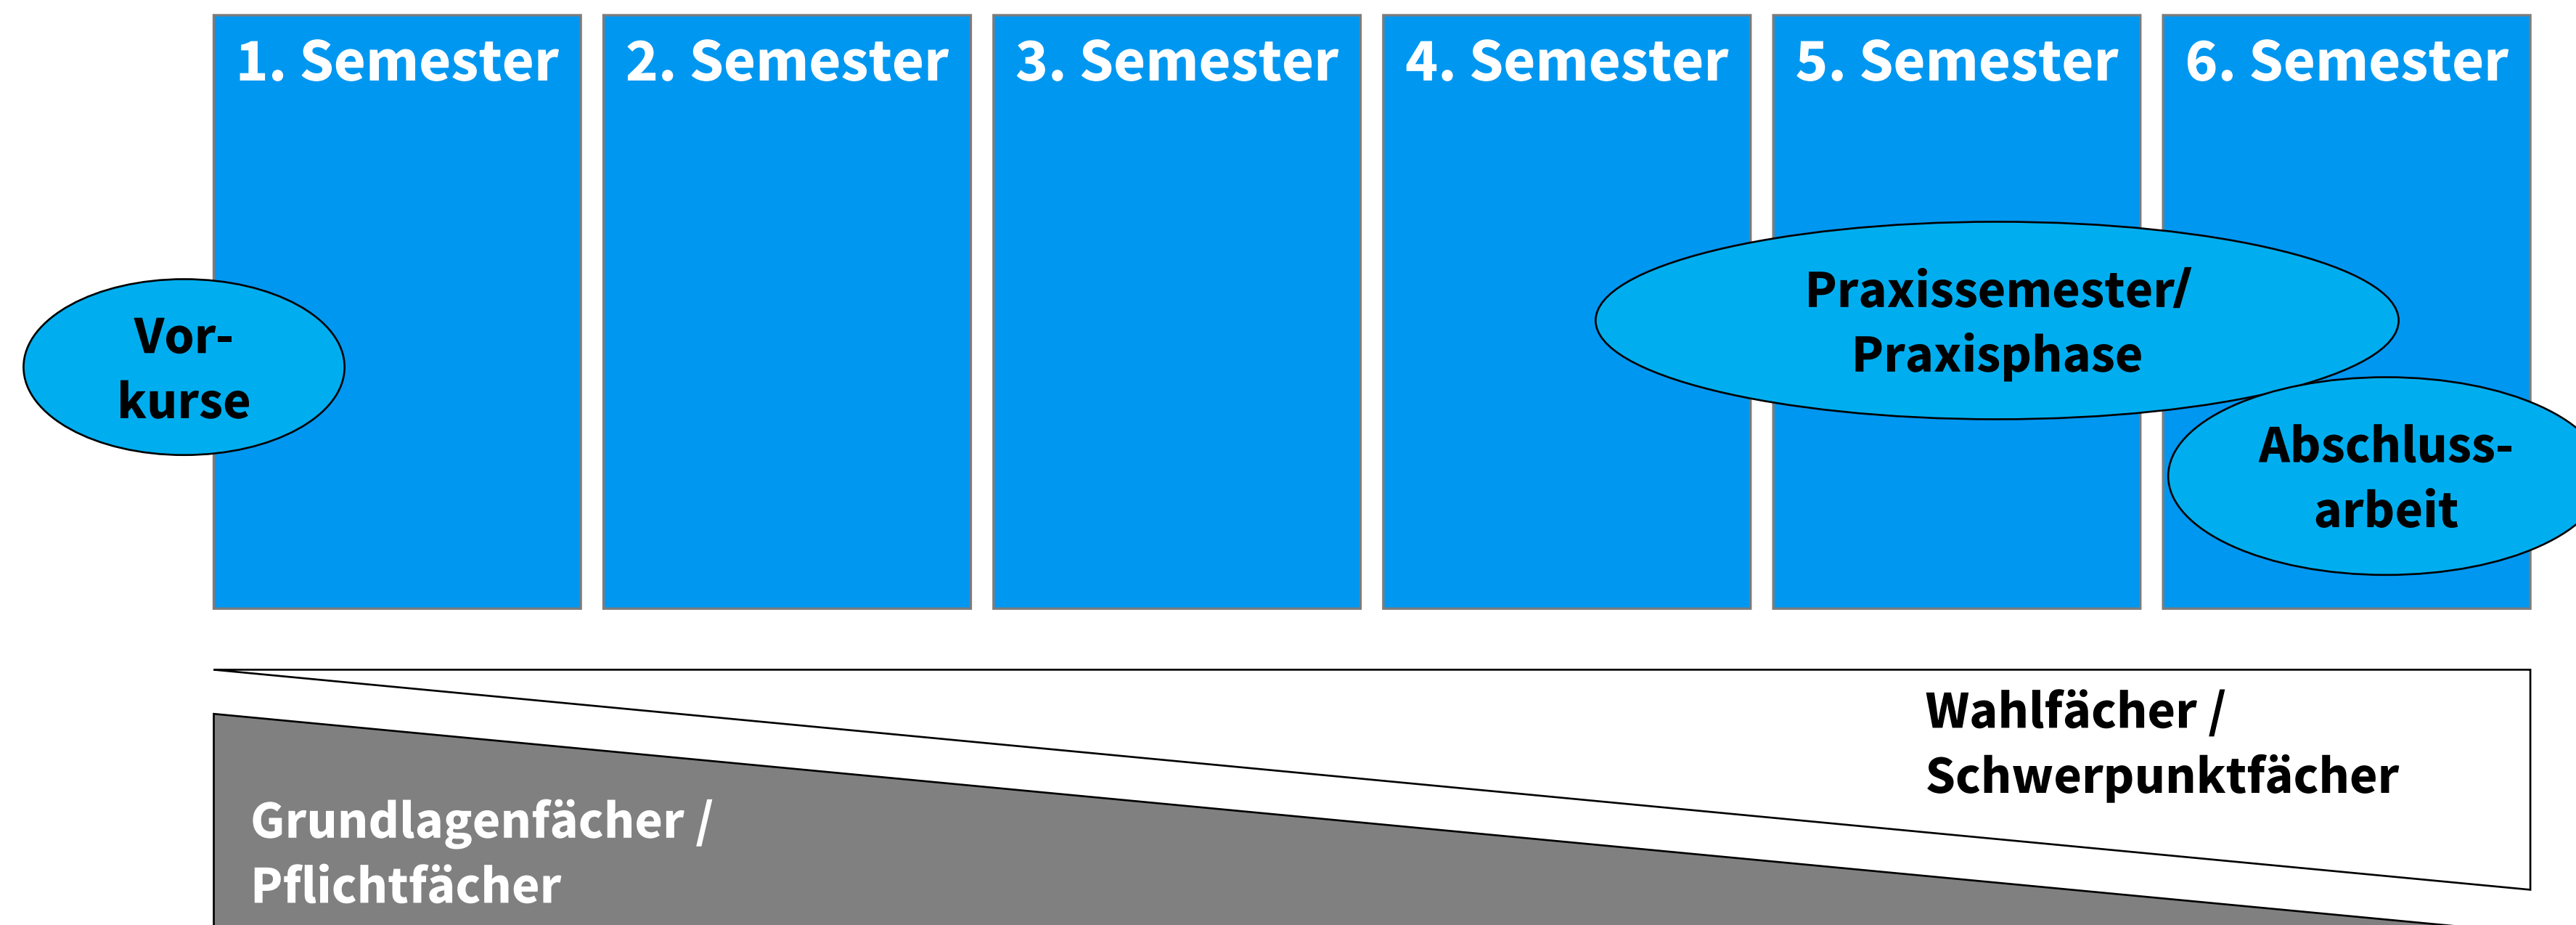 1. Semester
2. Semester
3. Semester
4. Semester
5. Semester
6. Semester
Vor-
kurse
Praxissemester/
Praxisphase
Abschluss-
arbeit
Wahlfächer /
Schwerpunktfächer
Grundlagenfächer /
Pflichtfächer